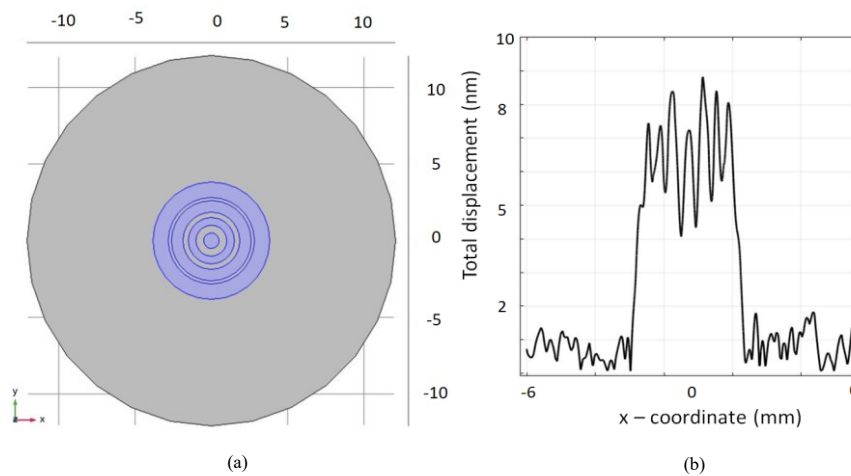 -10 -5 0 5 10
10
5
0
-5
-10
y
z x
(a)
10
8
5
2
Total displacement (nm)
-6 0
x – coordinate (mm)
(b)